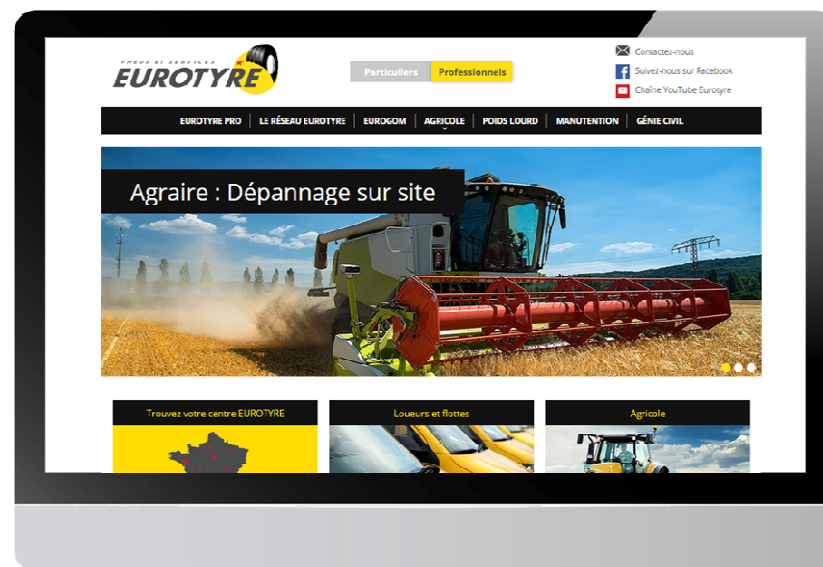 PNEUS ET SERVICES
EUROTYRE
Particuliers Professionnels
Contactez-nous
Suivez-nous sur Facebook
Chaîne YouTube Eurotyre
EUROTYRE PRO LE RÉSEAU EUROTYRE EUROGOM AGRICOLE POIDS LOURD MANUTENTION GÉNIE CIVIL
Agraire : Dépannage sur site
Trouvez votre centre EUROTYRE Loueurs et flottes Agricole